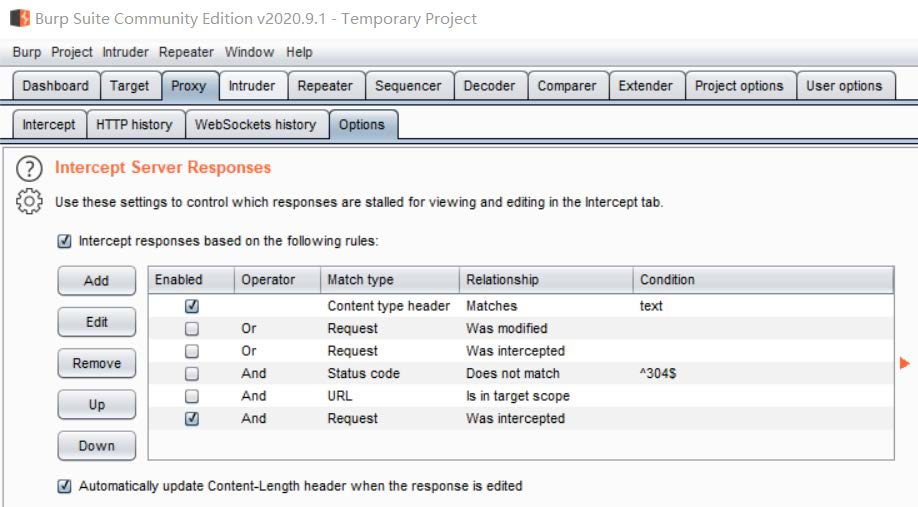 Burp Suite Community Edition v2020.9.1 - Temporary Project
Burp Project Intruder Repeater Window Help
Dashboard Target Proxy Intruder Repeater Sequencer Decoder Comparer Extender Project options User options
Intercept HTTP history WebSockets history Options
? Intercept Server Responses
Use these settings to control which responses are stalled for viewing and editing in the Intercept tab.
Intercept responses based on the following rules:
Add Enabled Operator Match type Relationship Condition
Content type header Matches text
Edit Or Request Was modified
Or Request Was intercepted
Remove And Status code Does not match ^304$
Up And URL Is in target scope
And Request Was intercepted
Down
Automatically update Content-Length header when the response is edited